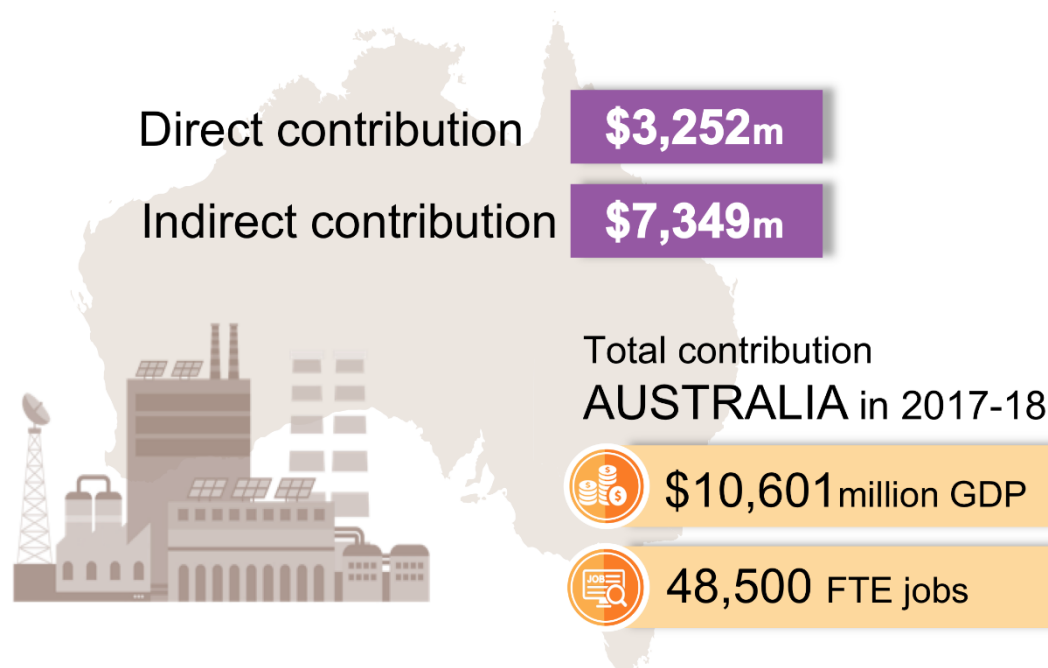 Direct contribution $3,252m
Indirect contribution $7,349m
Total contribution
AUSTRALIA in 2017-18
$10,601million GDP
JOB
48,500 FTE jobs